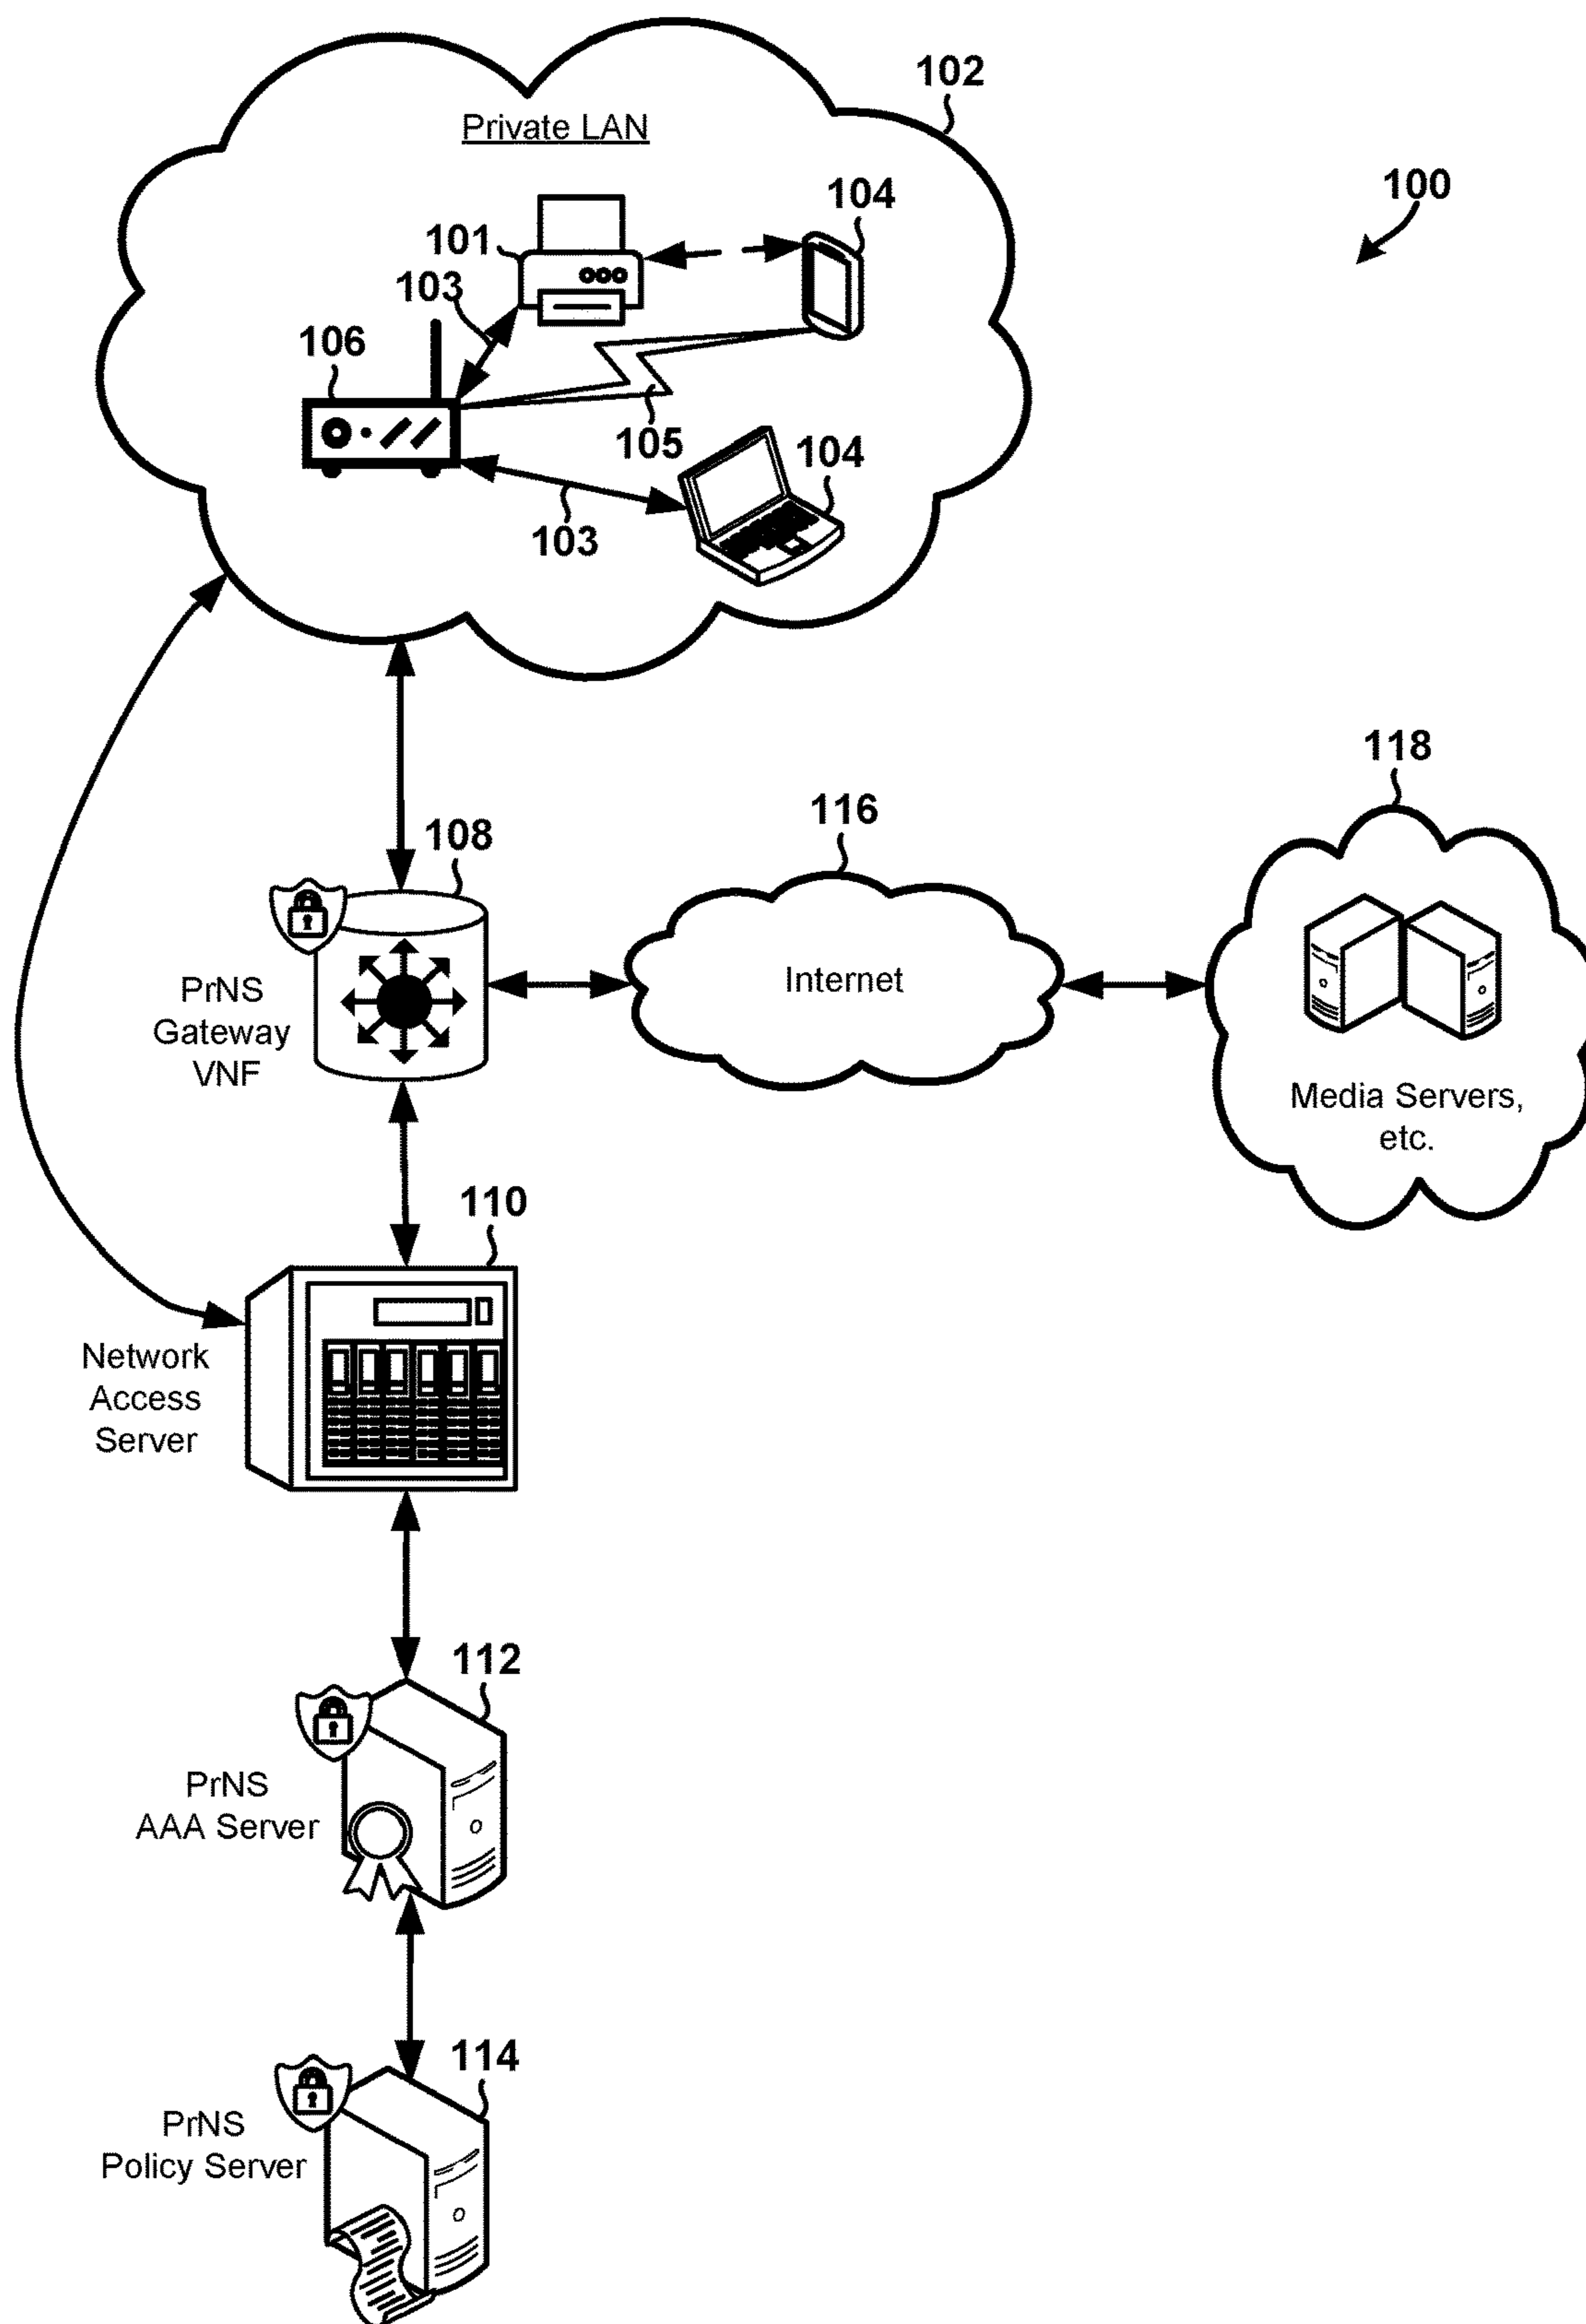 102
Private LAN
104
100
101
103
106
105
104
103
118
116
108
PrNS
Gateway
VNF
Internet
Media Servers,
etc.
110
Network
Access
Server
112
PrNS
AAA Server
114
PrNS
Policy Server